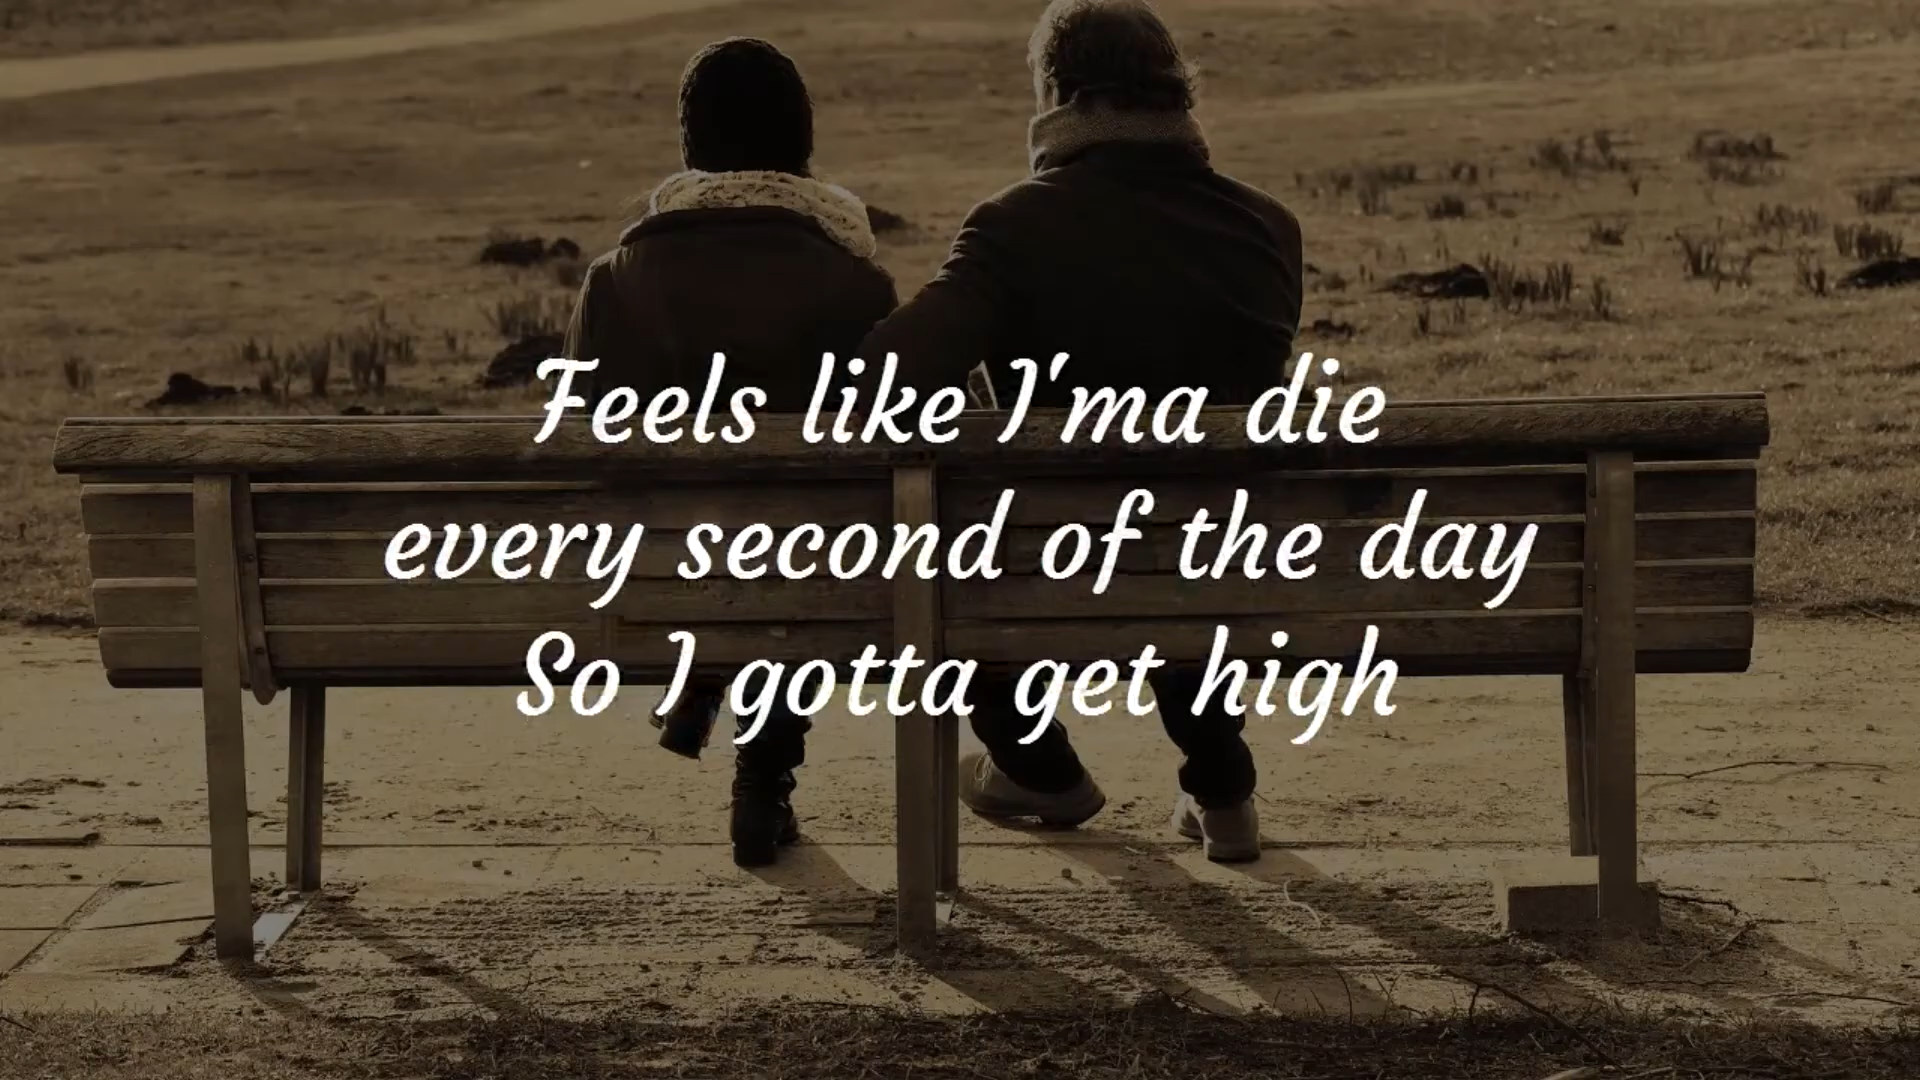 Feels like I'ma die
every second of the day
So I gotta get high